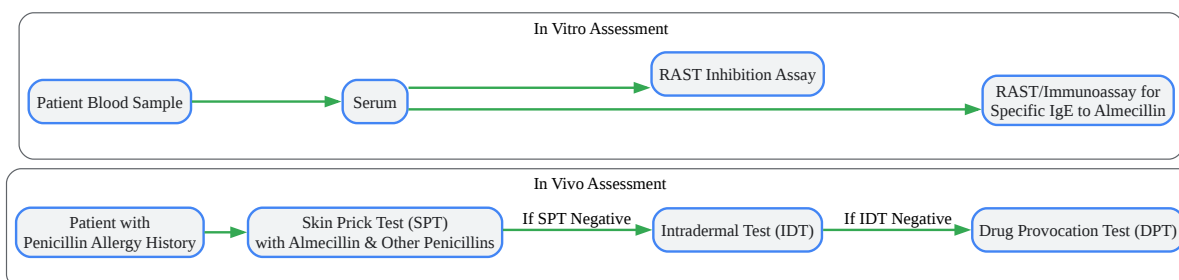 In Vitro Assessment
Patient Blood Sample
Serum
RAST Inhibition Assay
RAST/Immunoassay for
Specific IgE to Almecillin
In Vivo Assessment
Patient with
Penicillin Allergy History
Skin Prick Test (SPT)
with Almecillin & Other Penicillins
If SPT Negative
Intradermal Test (IDT)
If IDT Negative
Drug Provocation Test (DPT)